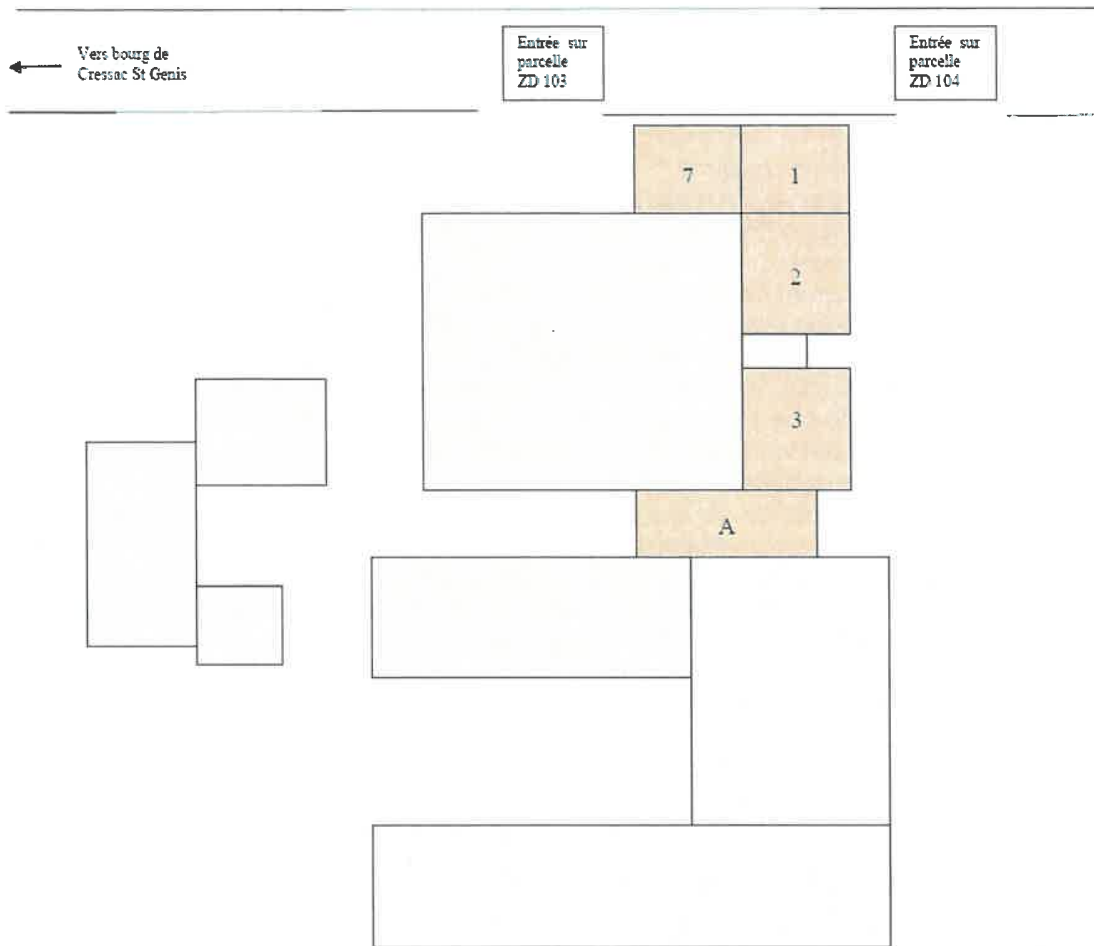 Vers bourg de
Cressac St Genis
Entrée sur
parcelle
ZD 103
Entrée sur
parcelle
ZD 104
7
1
2
3
A